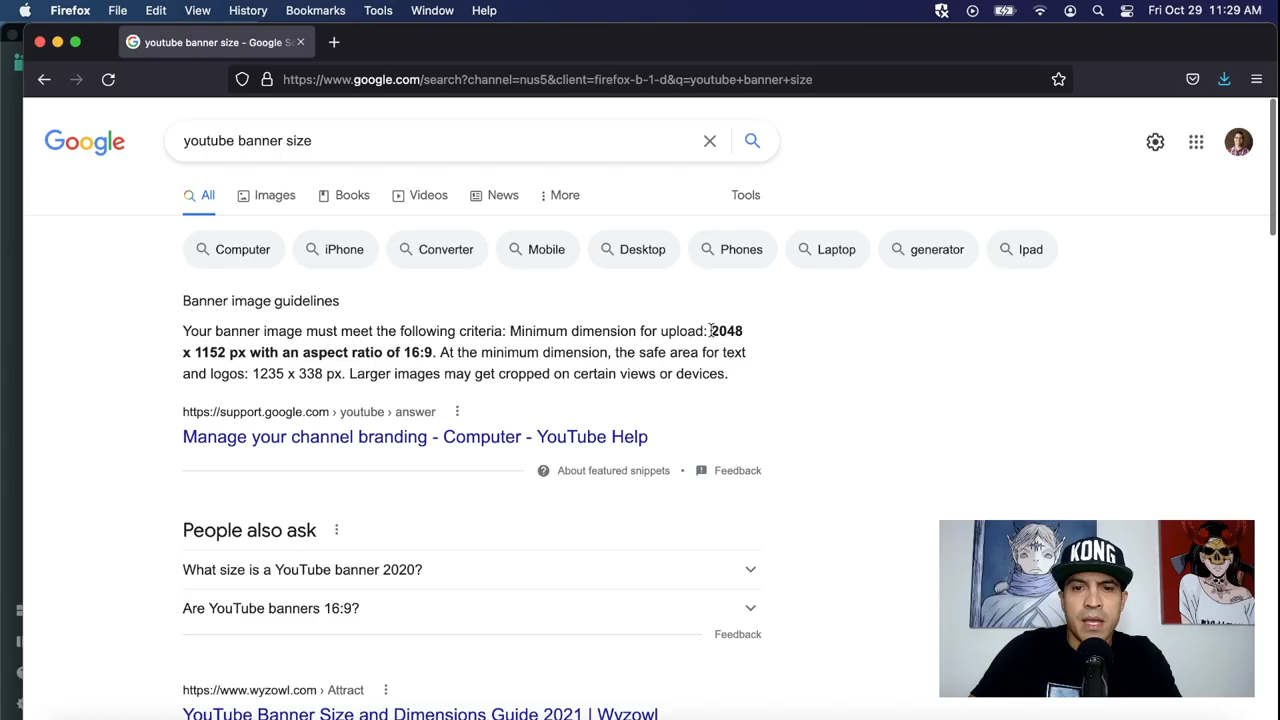 Firefox File Edit View History Bookmarks Tools Window Help Fri Oct 29 11:29 AM
youtube banner size - Google S
https://www.google.com/search?channel=nus5&client=firefox-b-1-d&q=youtube+banner+size
Google youtube banner size
All Images Books Videos News More Tools
Computer iPhone Converter Mobile Desktop Phones Laptop generator Ipad
Banner image guidelines
Your banner image must meet the following criteria: Minimum dimension for upload: 2048
x 1152 px with an aspect ratio of 16:9. At the minimum dimension, the safe area for text
and logos: 1235 x 338 px. Larger images may get cropped on certain views or devices.
https://support.google.com › youtube › answer
Manage your channel branding - Computer - YouTube Help
About featured snippets • Feedback
People also ask
What size is a YouTube banner 2020?
Are YouTube banners 16:9?
Feedback
https://www.wyzowl.com › Attract
YouTube Banner Size and Dimensions Guide 2021 | Wyzowl
KONG